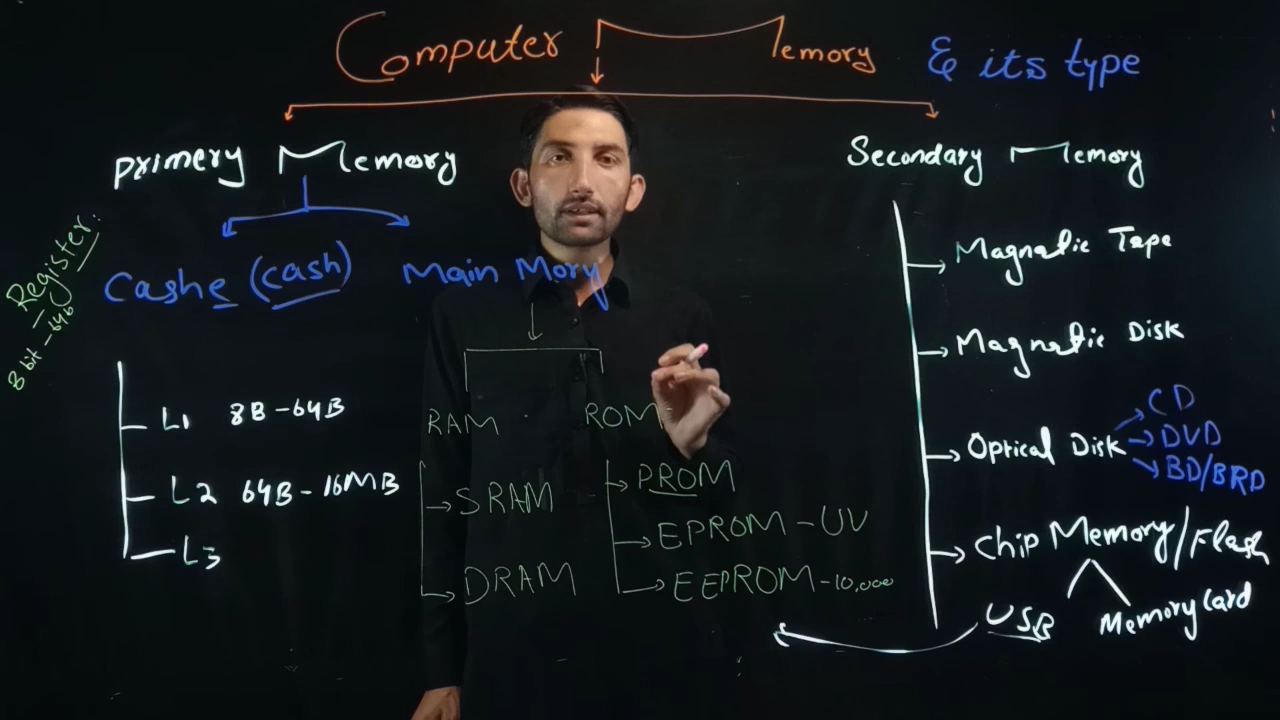 Computer Memory & its type
primery Memory
Secondary Memory
Register:
8 bit - 64b
Cashe (cash)
Main Mory
L1 8B-64B
L2 64B-16MB
L3
RAM
SRAM
DRAM
ROM
PROM
EPROM-UV
EEPROM-10,000
Magnatic Tape
Magnatic Disk
Optical Disk
CD
DVD
BD/BRD
Chip Memory/Flash
USB
Memory Card